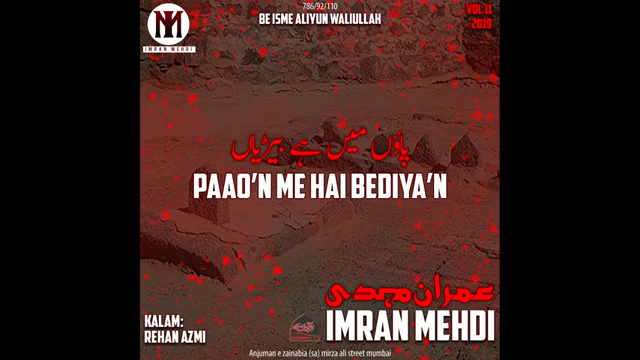 786/92/110
BE ISME ALIYUN WALIULLAH
VOL 11
2019
IM
IMRAN MEHDI
پاؤں میں ہے بیڑیاں
PAAO'N ME HAI BEDIYA'N
عمران مہدی
IMRAN MEHDI
KALAM:
REHAN AZMI
Anjuman e zainabia (sa) mirza ali street mumbai